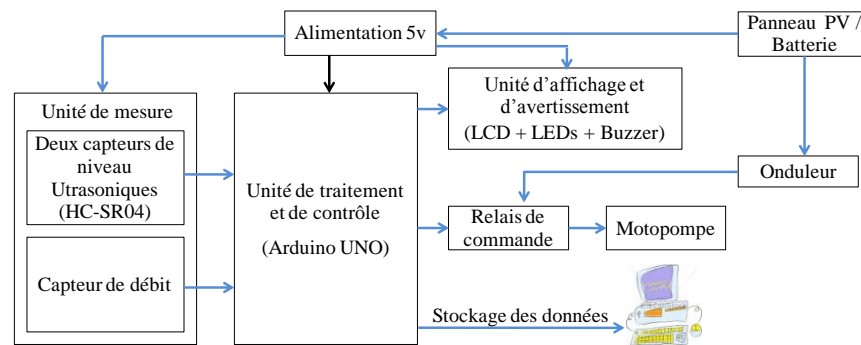 Alimentation 5v
Panneau PV /
Batterie
Unité de mesure
Deux capteurs de
niveau
Utrasoniques
(HC-SR04)
Capteur de débit
Unité de traitement
et de contrôle
(Arduino UNO)
Unité d'affichage et
d'avertissement
(LCD + LEDs + Buzzer)
Onduleur
Relais de
commande
Motopompe
Stockage des données